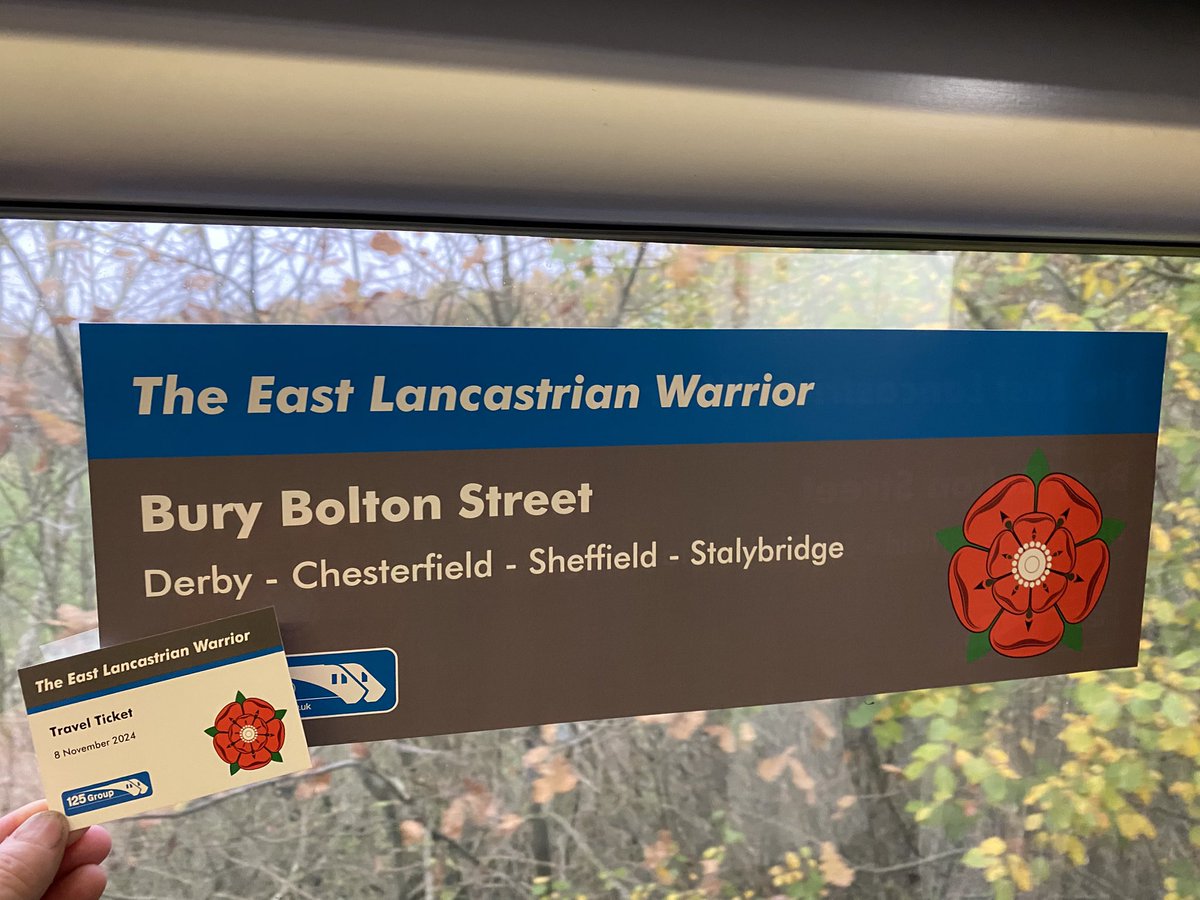 The East Lancastrian Warrior
Bury Bolton Street
Derby - Chesterfield - Sheffield - Stalybridge
.uk
The East Lancastrian Warrior
Travel Ticket
8 November 2024
125 Group